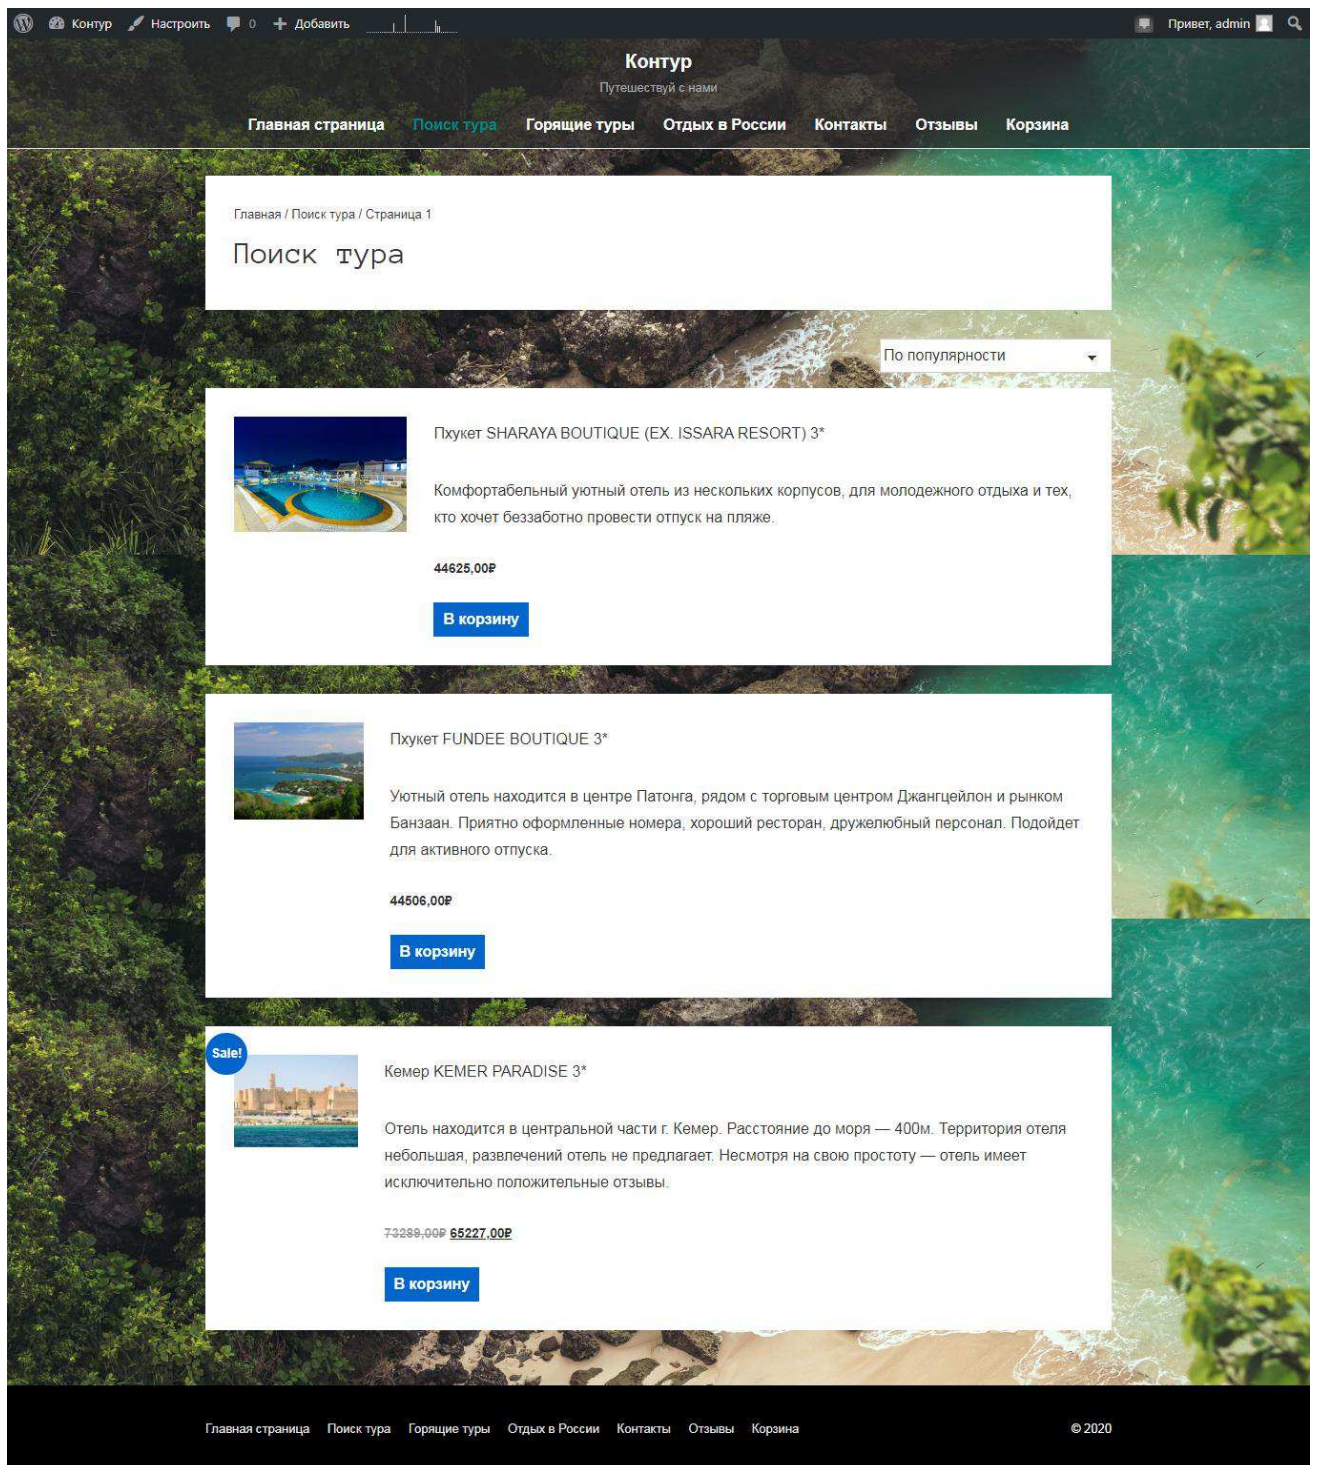 Контур Настроить 0 Добавить Привет, admin
Контур
Путешествуй с нами
Главная страница Поиск тура Горящие туры Отдых в России Контакты Отзывы Корзина
Главная / Поиск тура / Страница 1
Поиск тура
По популярности
Пхукет SHARAYA BOUTIQUE (EX. ISSARA RESORT) 3*
Комфортабельный уютный отель из нескольких корпусов, для молодежного отдыха и тех,
кто хочет беззаботно провести отпуск на пляже.
44625,00₽
В корзину
Пхукет FUNDEE BOUTIQUE 3*
Уютный отель находится в центре Патонга, рядом с торговым центром Джангцейлон и рынком
Банзаан. Приятно оформленные номера, хороший ресторан, дружелюбный персонал. Подойдет
для активного отпуска.
44506,00₽
В корзину
Sale!
Кемер KEMER PARADISE 3*
Отель находится в центральной части г. Кемер. Расстояние до моря — 400м. Территория отеля
небольшая, развлечений отель не предлагает. Несмотря на свою простоту — отель имеет
исключительно положительные отзывы.
73289,00₽ 65227,00₽
В корзину
Главная страница Поиск тура Горящие туры Отдых в России Контакты Отзывы Корзина © 2020